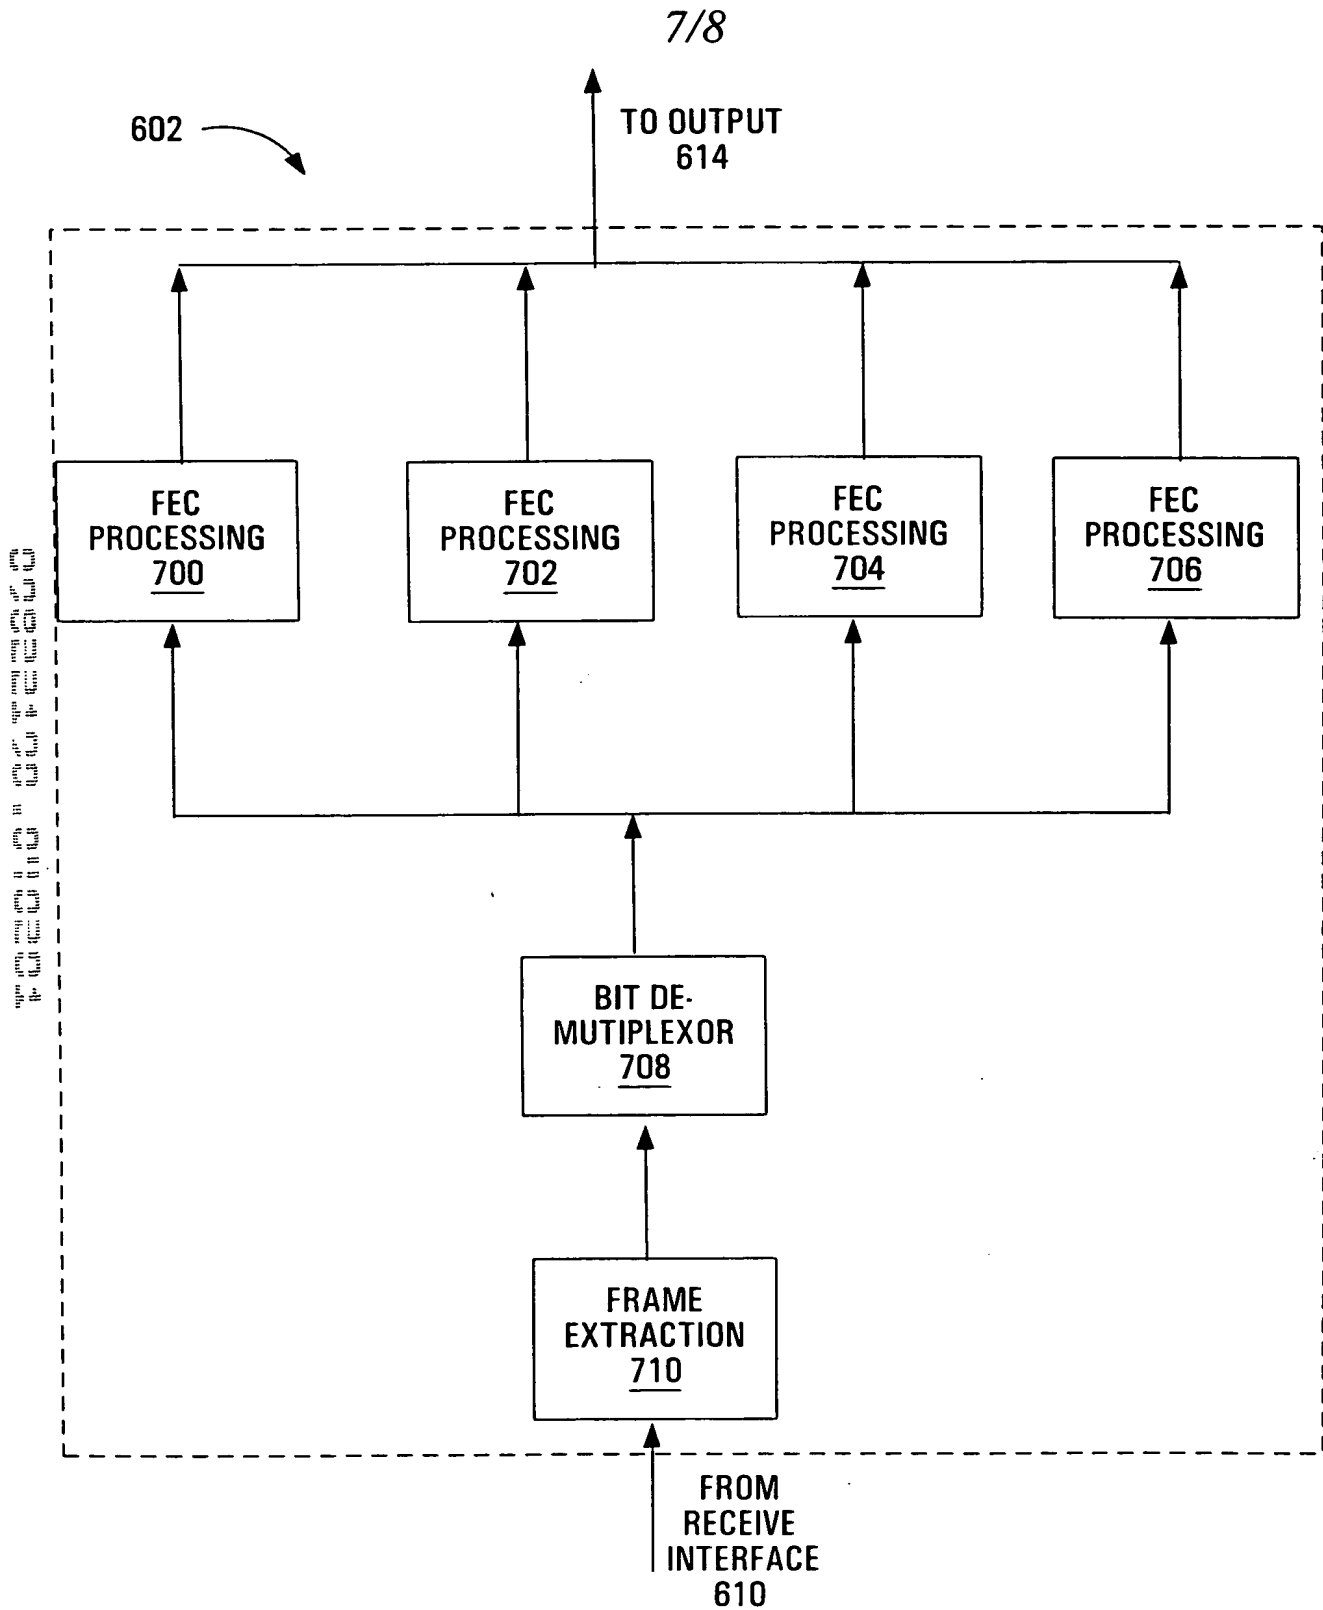 7/8
602
TO OUTPUT
614
FEC
PROCESSING
700
FEC
PROCESSING
702
FEC
PROCESSING
704
FEC
PROCESSING
706
BIT DE-
MUTIPLEXOR
708
FRAME
EXTRACTION
710
FROM
RECEIVE
INTERFACE
610